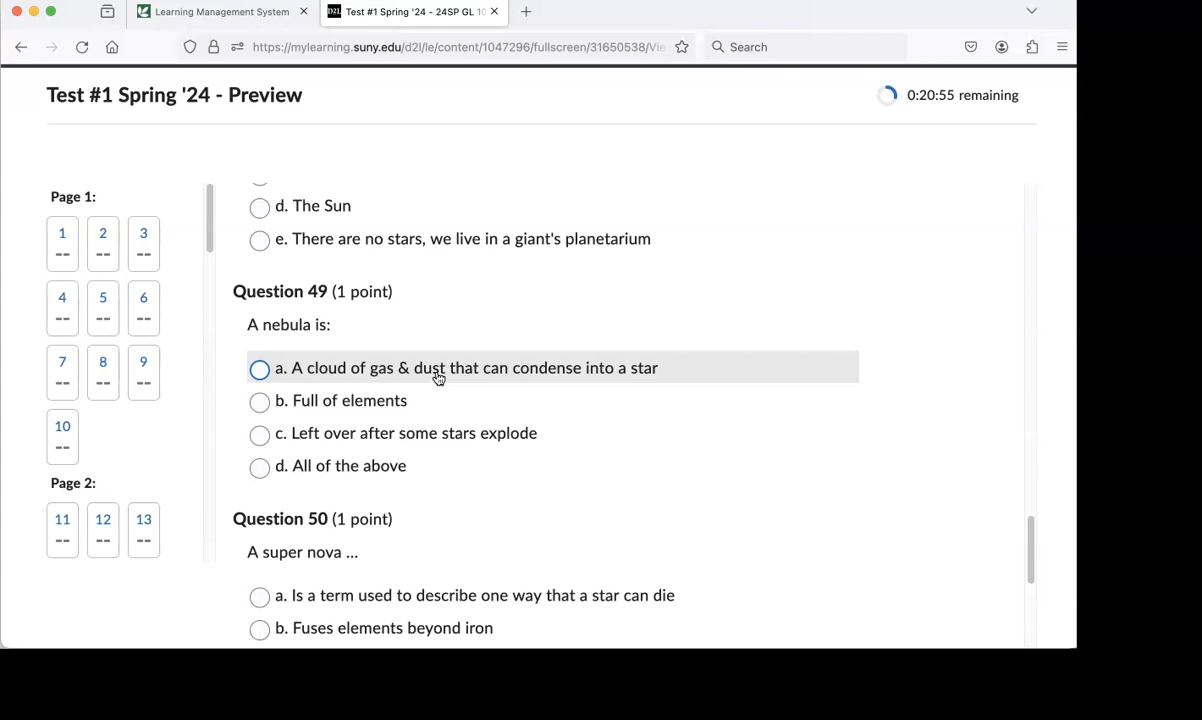 Learning Management System
Test #1 Spring '24 - 24SP GL 10
https://mylearning.suny.edu/d2l/le/content/1047296/fullscreen/31650538/Vie
Search
Test #1 Spring '24 - Preview
0:20:55 remaining
Page 1:
1 2 3
-- -- --
4 5 6
-- -- --
7 8 9
-- -- --
10
--
Page 2:
11 12 13
-- -- --
d. The Sun
e. There are no stars, we live in a giant's planetarium
Question 49 (1 point)
A nebula is:
a. A cloud of gas & dust that can condense into a star
b. Full of elements
c. Left over after some stars explode
d. All of the above
Question 50 (1 point)
A super nova ...
a. Is a term used to describe one way that a star can die
b. Fuses elements beyond iron